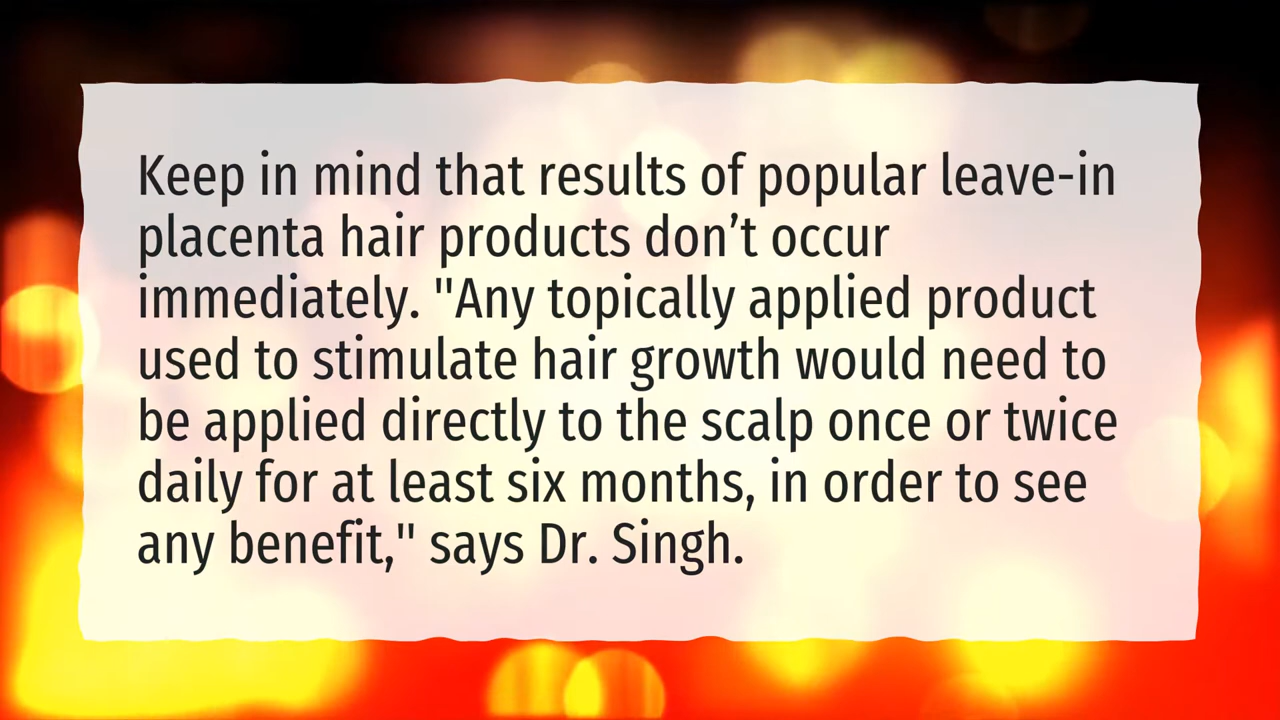 Keep in mind that results of popular leave-in
placenta hair products don’t occur
immediately. "Any topically applied product
used to stimulate hair growth would need to
be applied directly to the scalp once or twice
daily for at least six months, in order to see
any benefit," says Dr. Singh.